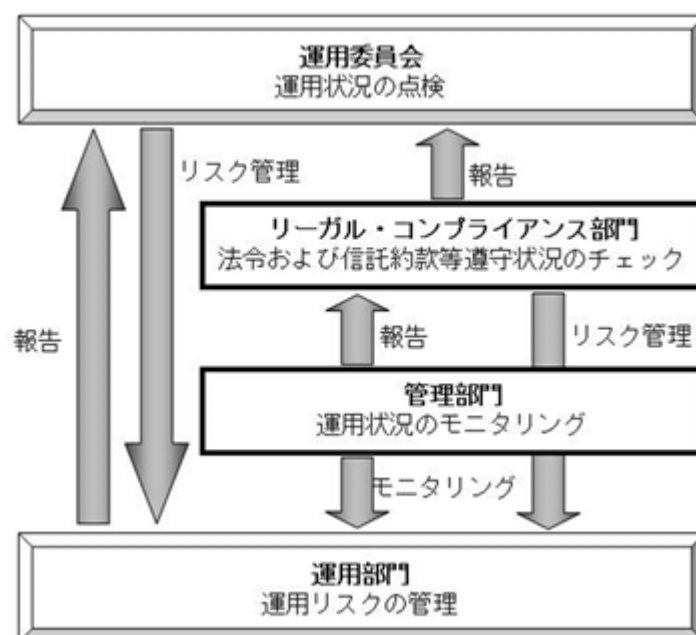 運用委員会
運用状況の点検
リスク管理
報告
リーガル・コンプライアンス部門
法令および信託約款等遵守状況のチェック
報告
報告
リスク管理
管理部門
運用状況のモニタリング
モニタリング
運用部門
運用リスクの管理